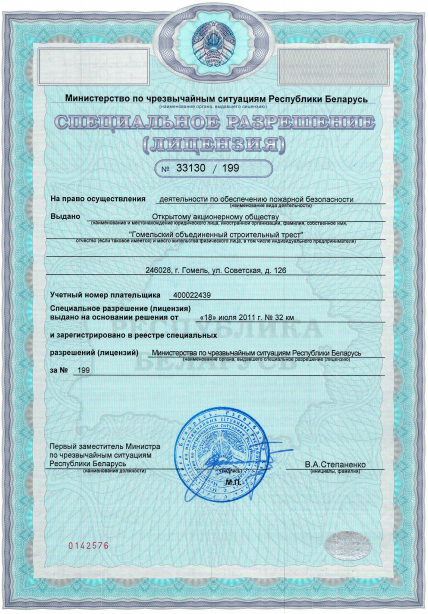 Министерство по чрезвычайным ситуациям Республики Беларусь
(наименование органа, выдавшего лицензию)
СПЕЦИАЛЬНОЕ РАЗРЕШЕНИЕ
(ЛИЦЕНЗИЯ)
№ 33130 / 199
На право осуществления деятельности по обеспечению пожарной безопасности
(наименование вида деятельности)
Выдано Открытому акционерному обществу
(наименование и местонахождение юридического лица, иностранной организации, фамилия, собственное имя,
"Гомельский объединенный строительный трест"
отчество (если таковое имеется) и место жительства физического лица, в том числе индивидуального предпринимателя)
246028, г. Гомель, ул. Советская, д. 126
Учетный номер плательщика 400022439
Специальное разрешение (лицензия)
выдано на основании решения от «18» июля 2011 г. № 32 км
и зарегистрировано в реестре специальных
РЕСПУБЛИКА
разрешений (лицензий) Министерства по чрезвычайным ситуациям Республики Беларусь
(наименование органа, выдавшего специальное разрешение (лицензию)
за № 199
Первый заместитель Министра
по чрезвычайным ситуациям
Республики Беларусь В.А.Степаненко
(наименование должности) (подпись) (инициалы, фамилия)
М.П.
0142576